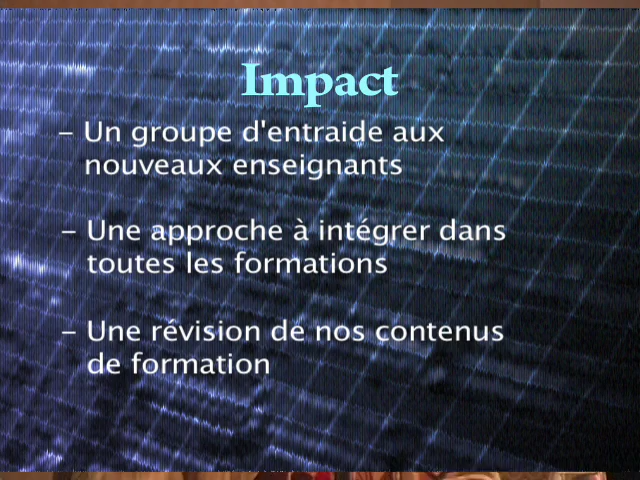 Impact
– Un groupe d'entraide aux
nouveaux enseignants
– Une approche à intégrer dans
toutes les formations
– Une révision de nos contenus
de formation